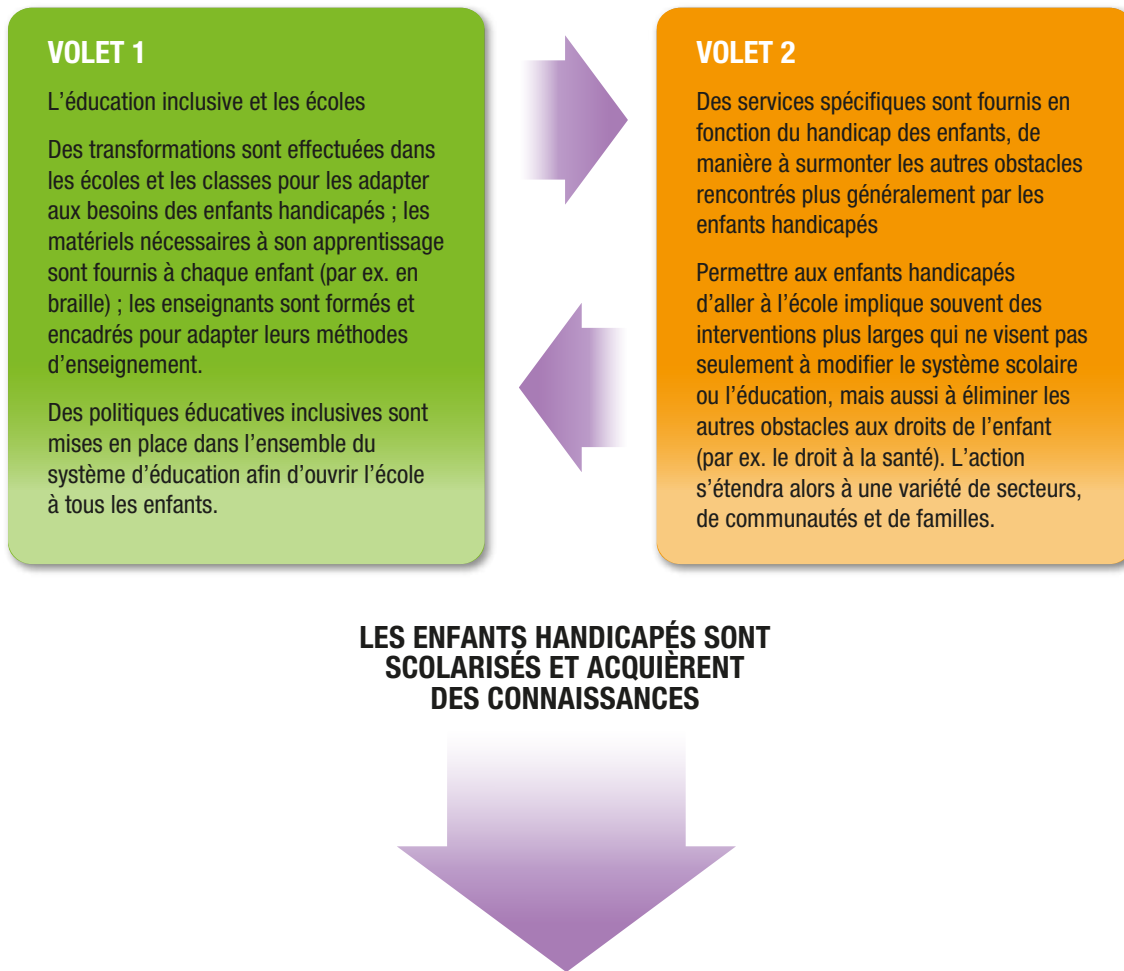 VOLET 1
L’éducation inclusive et les écoles
Des transformations sont effectuées dans
les écoles et les classes pour les adapter
aux besoins des enfants handicapés ; les
matériels nécessaires à son apprentissage
sont fournis à chaque enfant (par ex. en
braille) ; les enseignants sont formés et
encadrés pour adapter leurs méthodes
d’enseignement.
Des politiques éducatives inclusives sont
mises en place dans l’ensemble du
système d’éducation afin d’ouvrir l’école
à tous les enfants.
VOLET 2
Des services spécifiques sont fournis en
fonction du handicap des enfants, de
manière à surmonter les autres obstacles
rencontrés plus généralement par les
enfants handicapés
Permettre aux enfants handicapés
d’aller à l’école implique souvent des
interventions plus larges qui ne visent pas
seulement à modifier le système scolaire
ou l’éducation, mais aussi à éliminer les
autres obstacles aux droits de l’enfant
(par ex. le droit à la santé). L’action
s’étendra alors à une variété de secteurs,
de communautés et de familles.
LES ENFANTS HANDICAPÉS SONT
SCOLARISÉS ET ACQUIÈRENT
DES CONNAISSANCES